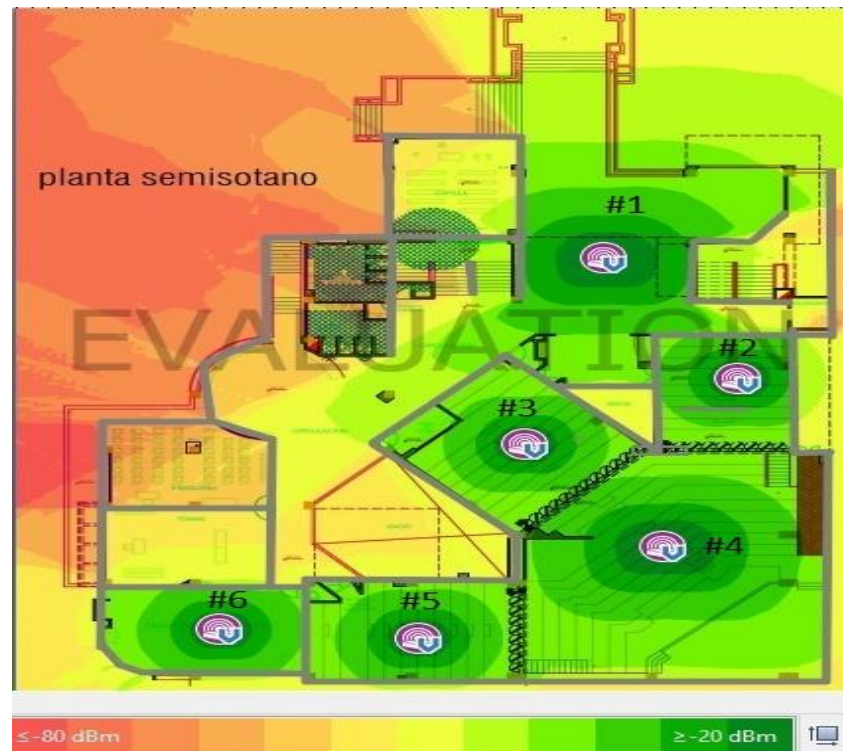 #1
planta semisotano
EVALUATION
#2
#3
#4
#6
#5
≤-80 dBm
≥-20 dBm